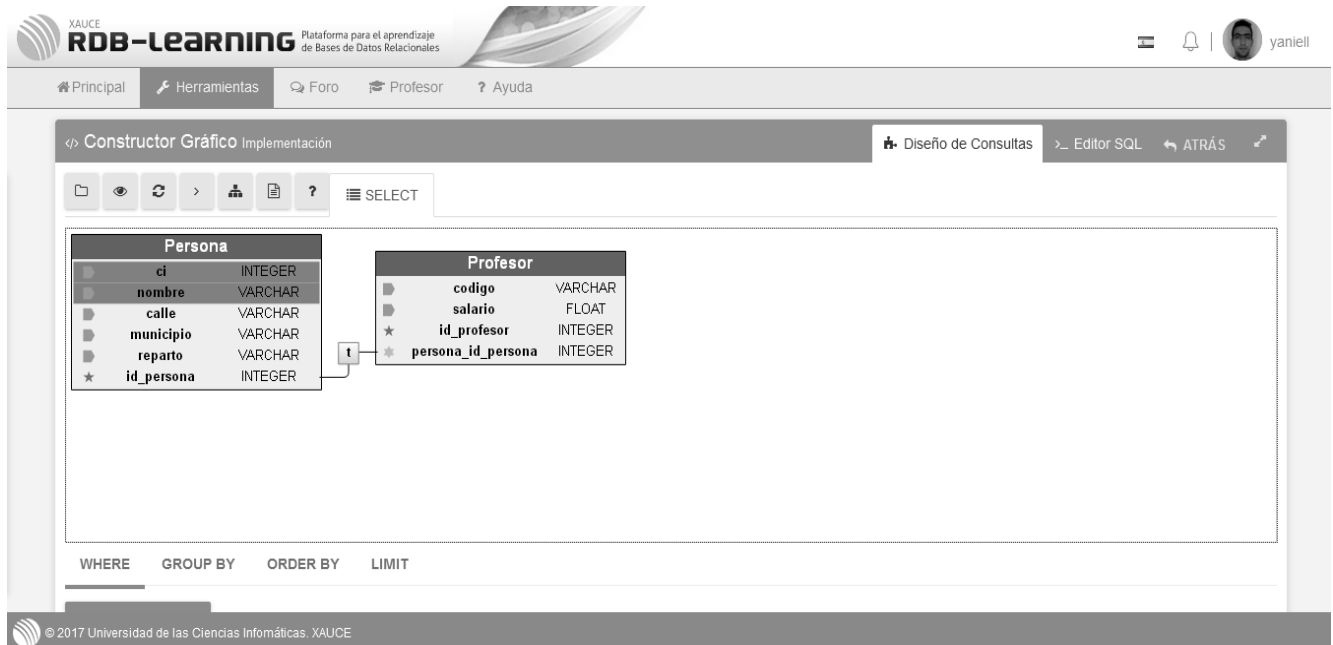 XAUCE
RDB-Learning Plataforma para el aprendizaje
de Bases de Datos Relacionales
yaniell
Principal Herramientas Foro Profesor ? Ayuda
</> Constructor Gráfico Implementación
Diseño de Consultas >_ Editor SQL ATRÁS
> ? SELECT
Persona
ci INTEGER
nombre VARCHAR
calle VARCHAR
municipio VARCHAR
reparto VARCHAR
id_persona INTEGER
t
Profesor
codigo VARCHAR
salario FLOAT
id_profesor INTEGER
persona_id_persona INTEGER
WHERE GROUP BY ORDER BY LIMIT
© 2017 Universidad de las Ciencias Infomáticas. XAUCE